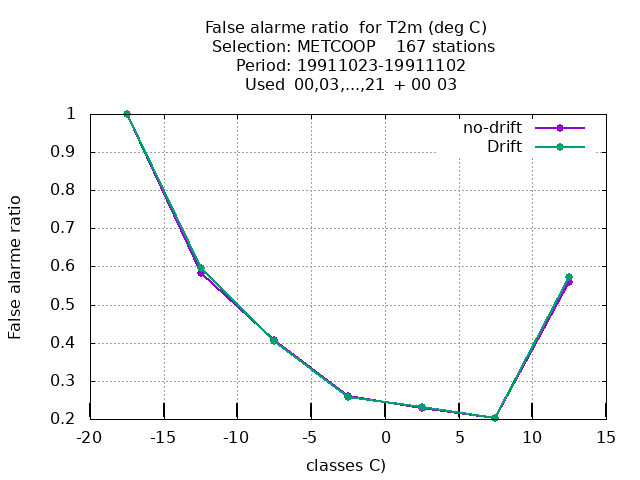 False alarme ratio  for T2m (deg C)
Selection: METCOOP    167 stations
Period: 19911023-19911102
Used  00,03,...,21  + 00 03
no-drift
Drift
False alarme ratio
1
0.9
0.8
0.7
0.6
0.5
0.4
0.3
0.2
-20 -15 -10 -5 0 5 10 15
classes C)